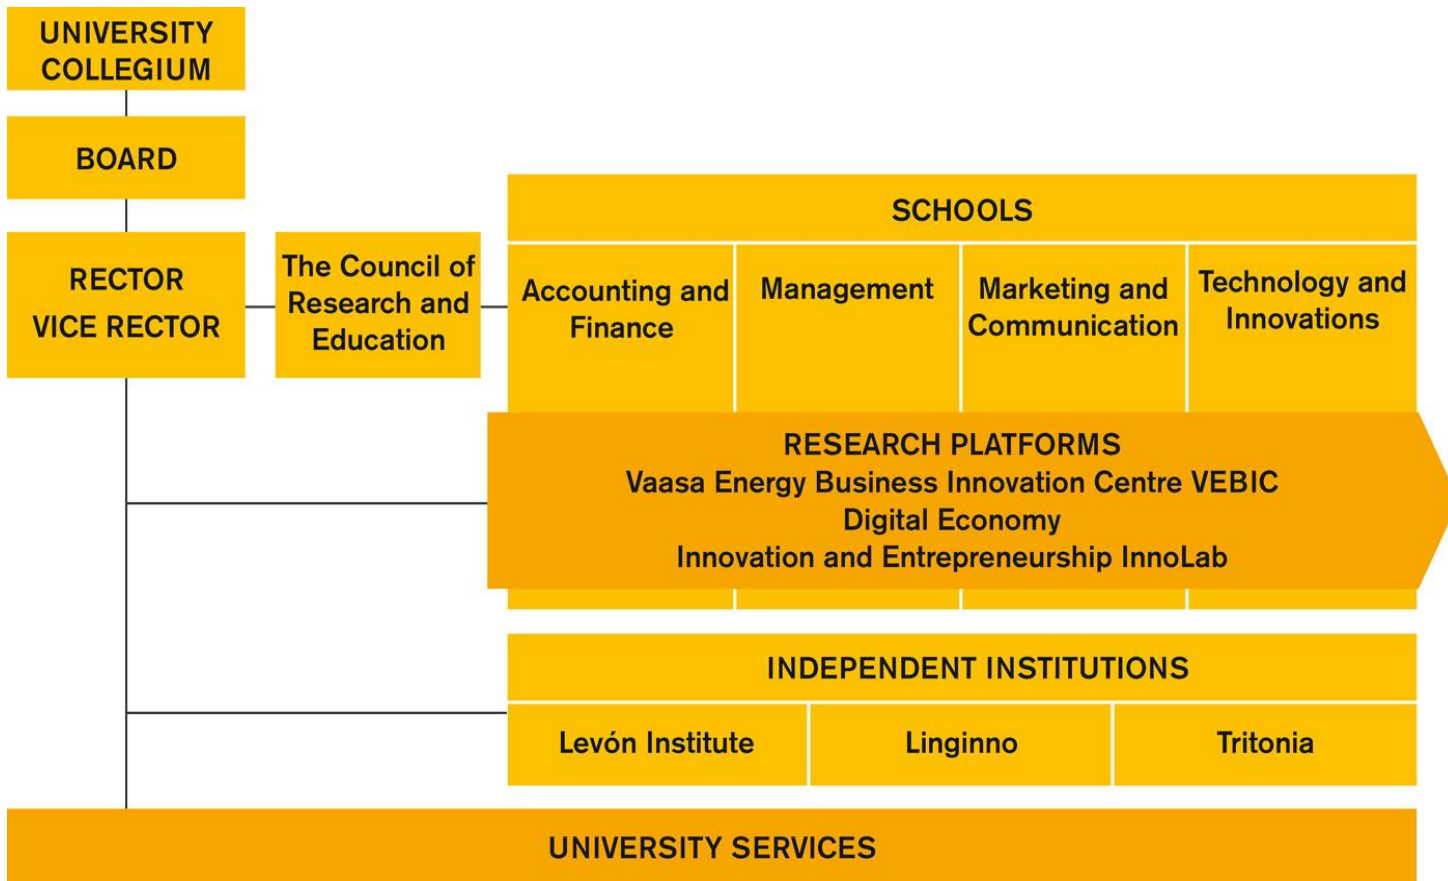 UNIVERSITY
COLLEGIUM
BOARD
RECTOR
VICE RECTOR
The Council of
Research and
Education
SCHOOLS
Accounting and
Finance
Management
Marketing and
Communication
Technology and
Innovations
RESEARCH PLATFORMS
Vaasa Energy Business Innovation Centre VEBIC
Digital Economy
Innovation and Entrepreneurship InnoLab
INDEPENDENT INSTITUTIONS
Levón Institute
Linginno
Tritonia
UNIVERSITY SERVICES